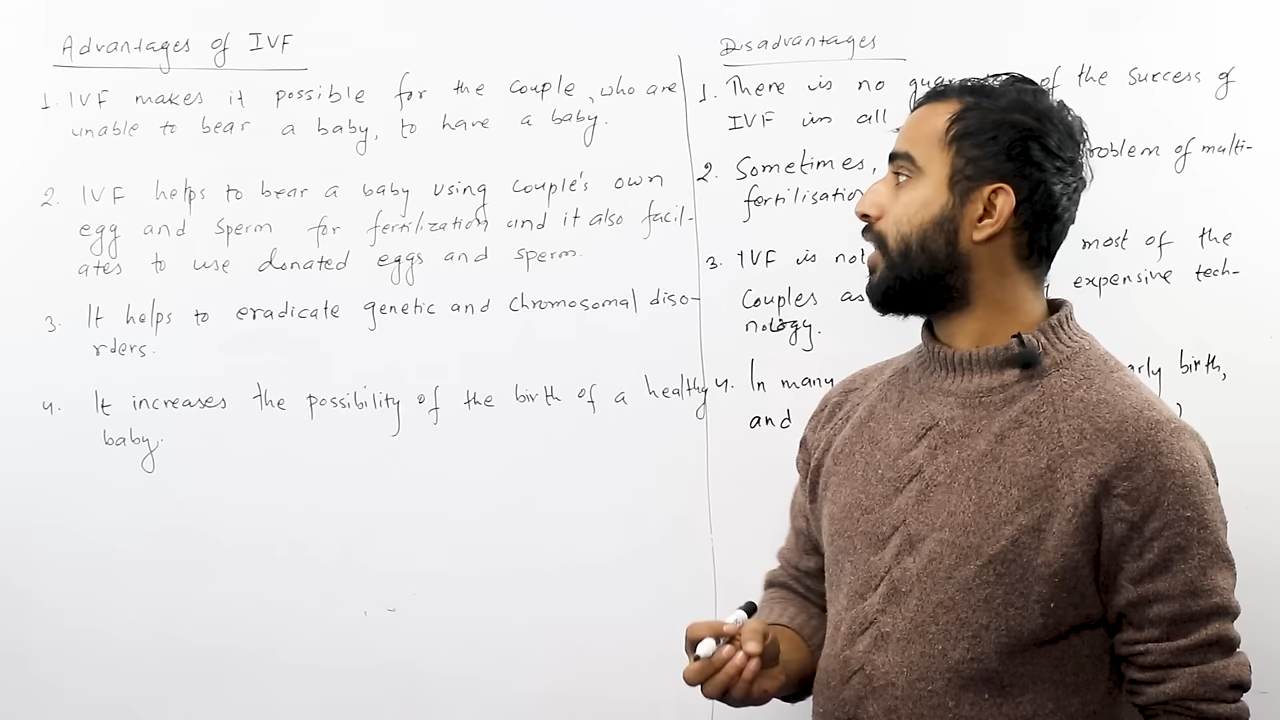 Advantages of IVF
1. IVF makes it possible for the couple, who are
unable to bear a baby, to have a baby.
2. IVF helps to bear a baby using couple's own
egg and sperm for fertilization and it also facil-
ates to use donated eggs and sperm.
3. It helps to eradicate genetic and chromosomal diso-
rders.
4. It increases the possibility of the birth of a healthy
baby.
Disadvantages
1. There is no of the success of
IVF in all
2. Sometimes, problem of multi-
fertilisation
3. IVF is not most of the
couples as expensive tech-
nology.
4. In many birth,
and